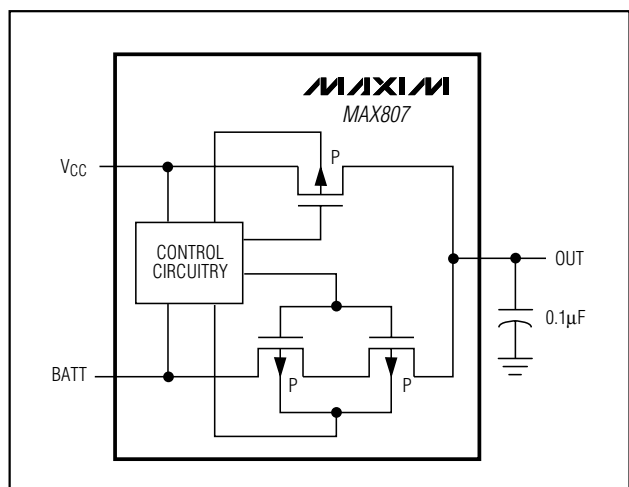 MAXIM
MAX807
P
VCC
CONTROL
CIRCUITRY
OUT
0.1µF
BATT
P
P